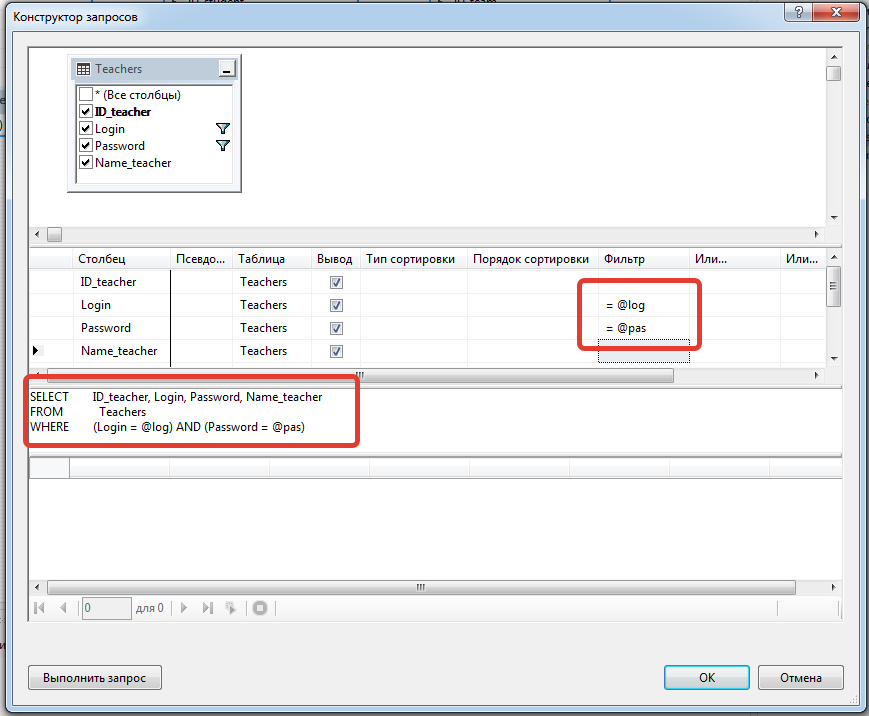 Конструктор запросов
Teachers
* (Все столбцы)
ID_teacher
Login
Password
Name_teacher
Столбец Псевдо... Таблица Вывод Тип сортировки Порядок сортировки Фильтр Или... Или...
ID_teacher Teachers
Login Teachers = @log
Password Teachers = @pas
Name_teacher Teachers
SELECT ID_teacher, Login, Password, Name_teacher
FROM Teachers
WHERE (Login = @log) AND (Password = @pas)
0 для 0
Выполнить запрос ОК Отмена